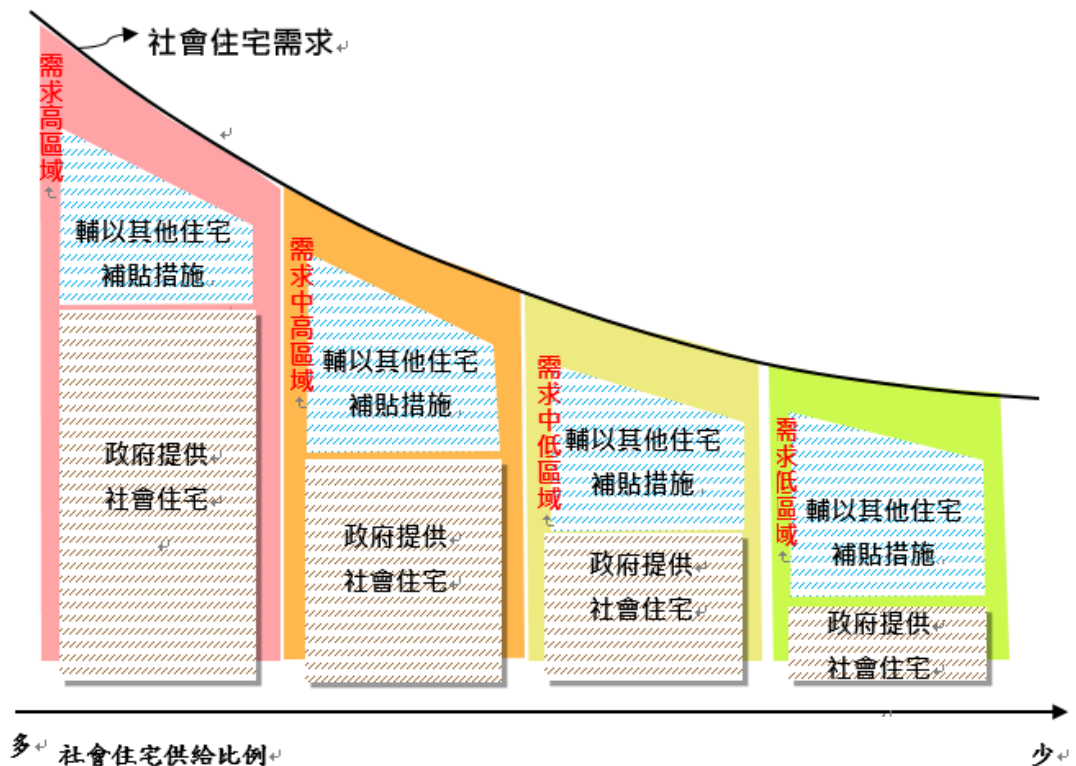 社會住宅需求
需求高區域
輔以其他住宅
補貼措施
政府提供
社會住宅
需求中高區域
輔以其他住宅
補貼措施
政府提供
社會住宅
需求中低區域
輔以其他住宅
補貼措施
政府提供
社會住宅
需求低區域
輔以其他住宅
補貼措施
政府提供
社會住宅
多
社會住宅供給比例
少